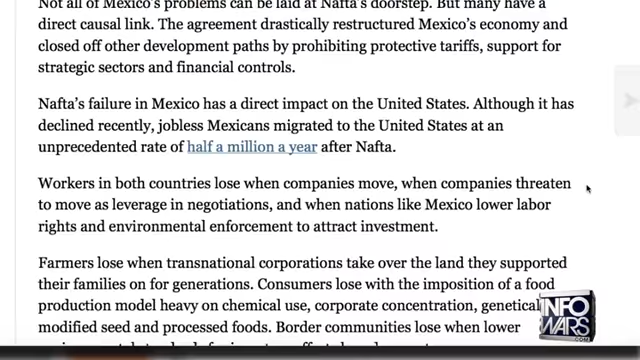 Not all of Mexico's problems can be laid at Nafta's doorstep. But many have a
direct causal link. The agreement drastically restructured Mexico's economy and
closed off other development paths by prohibiting protective tariffs, support for
strategic sectors and financial controls.
Nafta's failure in Mexico has a direct impact on the United States. Although it has
declined recently, jobless Mexicans migrated to the United States at an
unprecedented rate of half a million a year after Nafta.
Workers in both countries lose when companies move, when companies threaten
to move as leverage in negotiations, and when nations like Mexico lower labor
rights and environmental enforcement to attract investment.
Farmers lose when transnational corporations take over the land they supported
their families on for generations. Consumers lose with the imposition of a food
production model heavy on chemical use, corporate concentration, genetical
modified seed and processed foods. Border communities lose when lower
INFO
WARS
.COM